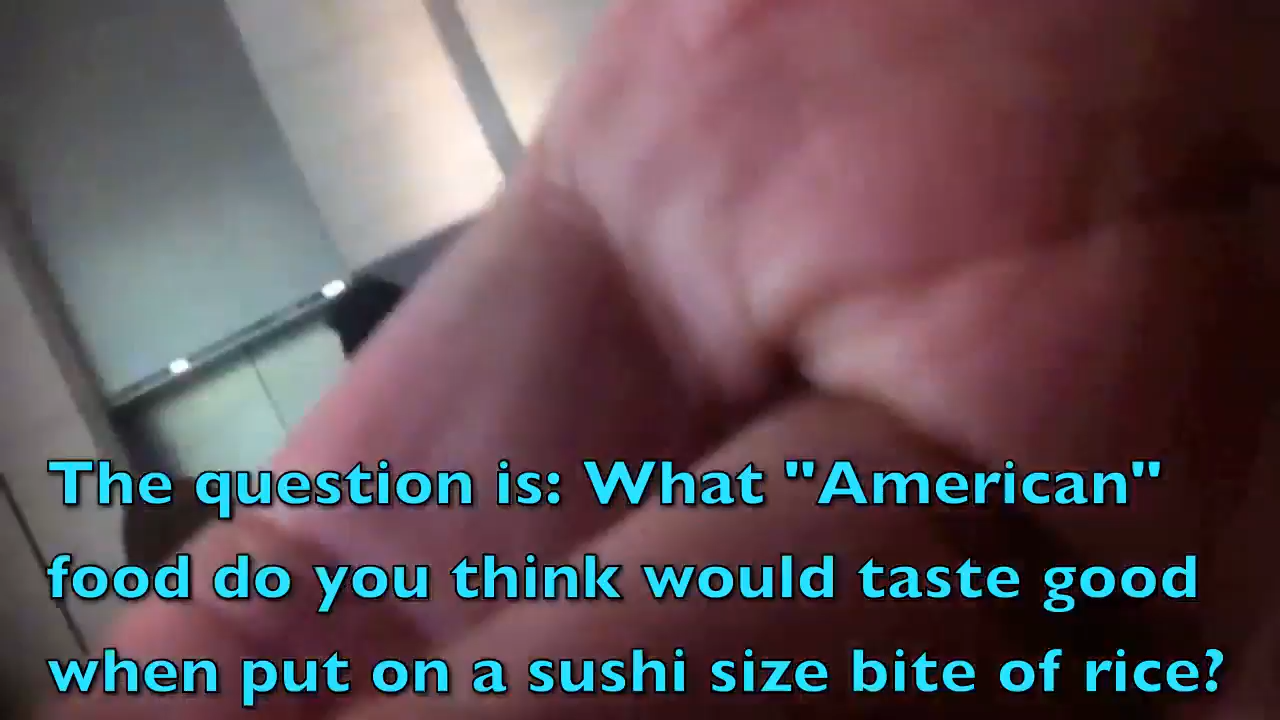 The question is: What "American"
food do you think would taste good
when put on a sushi size bite of rice?